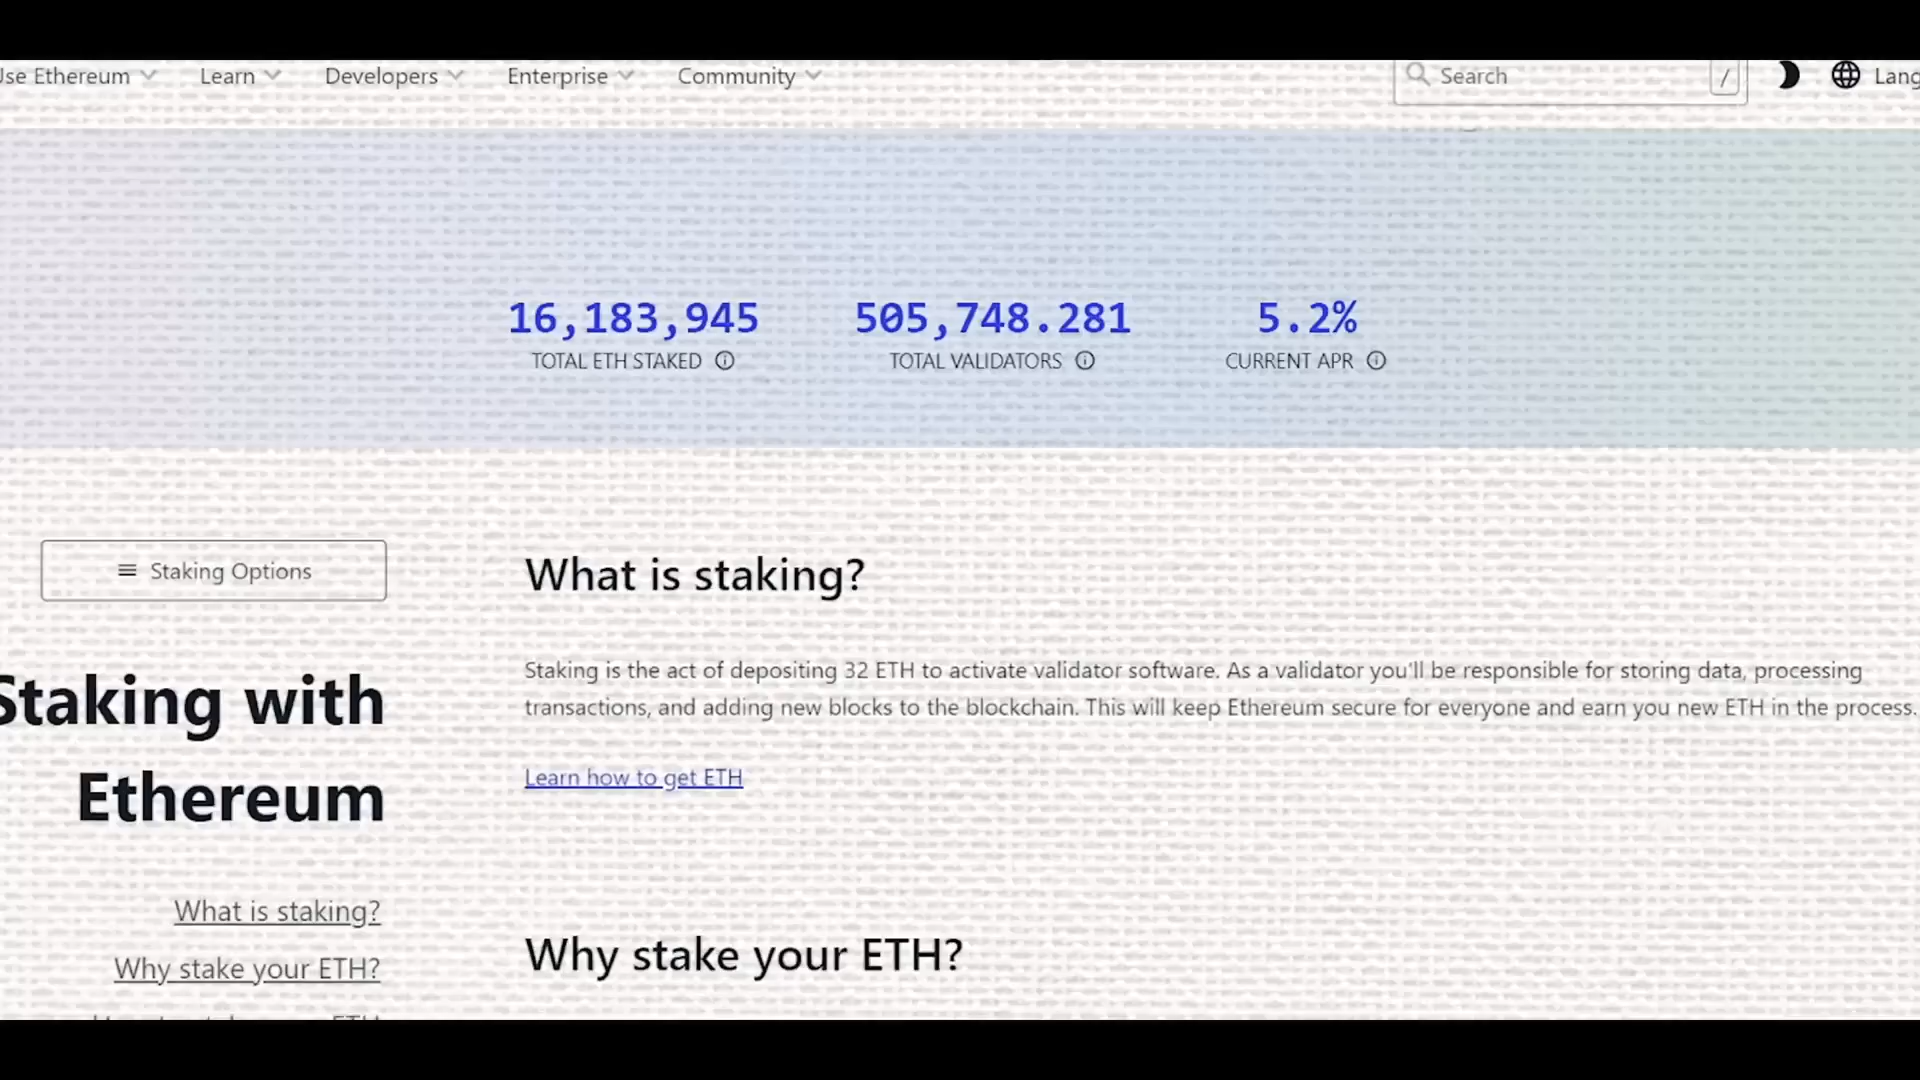 Use Ethereum Learn Developers Enterprise Community Search / Lang
16,183,945 505,748.281 5.2%
TOTAL ETH STAKED TOTAL VALIDATORS CURRENT APR
Staking Options
What is staking?
Staking is the act of depositing 32 ETH to activate validator software. As a validator you'll be responsible for storing data, processing
transactions, and adding new blocks to the blockchain. This will keep Ethereum secure for everyone and earn you new ETH in the process.
Learn how to get ETH
Staking with
Ethereum
What is staking?
Why stake your ETH?
Why stake your ETH?